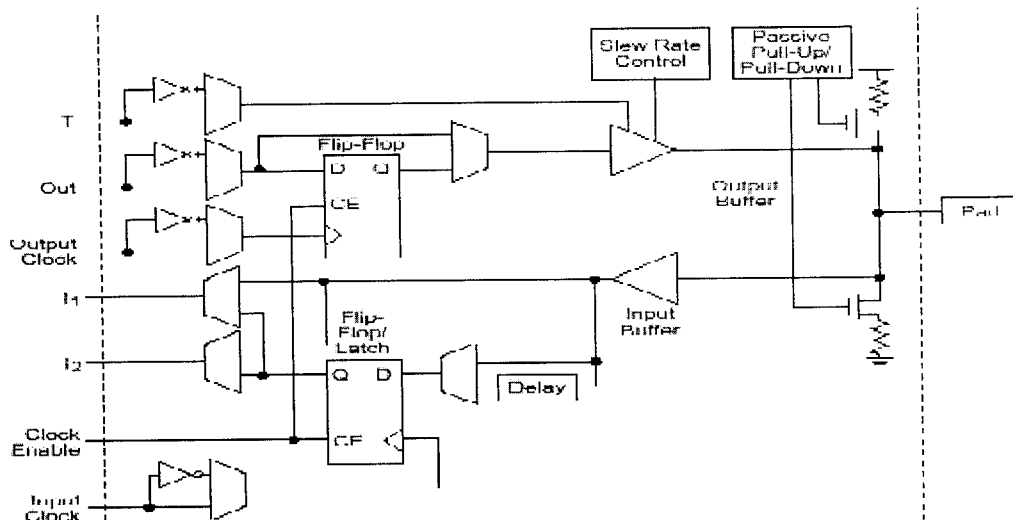 Slew Rate
Control
Passive
Pull-Up/
Pull-Down
T
Flip-Flop
D Q
Out
CE
Output
Buffer
Pad
Output
Clock
I1
Input
Buffer
Flip-
Flop/
Latch
I2
Q D
Delay
Clock
Enable
CE
Input
Clock